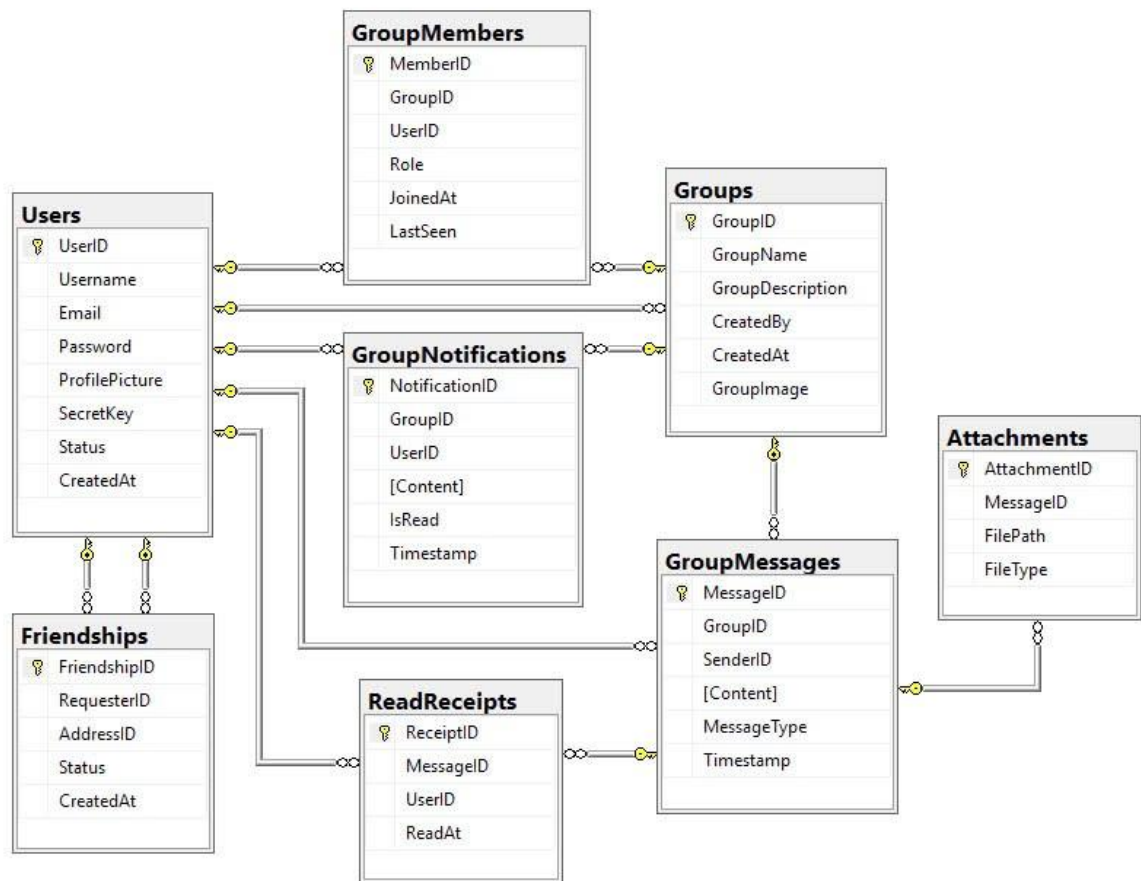 GroupMembers
MemberID
GroupID
UserID
Role
JoinedAt
LastSeen
Groups
GroupID
GroupName
GroupDescription
CreatedBy
CreatedAt
GroupImage
Users
UserID
Username
Email
Password
ProfilePicture
SecretKey
Status
CreatedAt
GroupNotifications
NotificationID
GroupID
UserID
[Content]
IsRead
Timestamp
Attachments
AttachmentID
MessageID
FilePath
FileType
GroupMessages
MessageID
GroupID
SenderID
[Content]
MessageType
Timestamp
Friendships
FriendshipID
RequesterID
AddressID
Status
CreatedAt
ReadReceipts
ReceiptID
MessageID
UserID
ReadAt